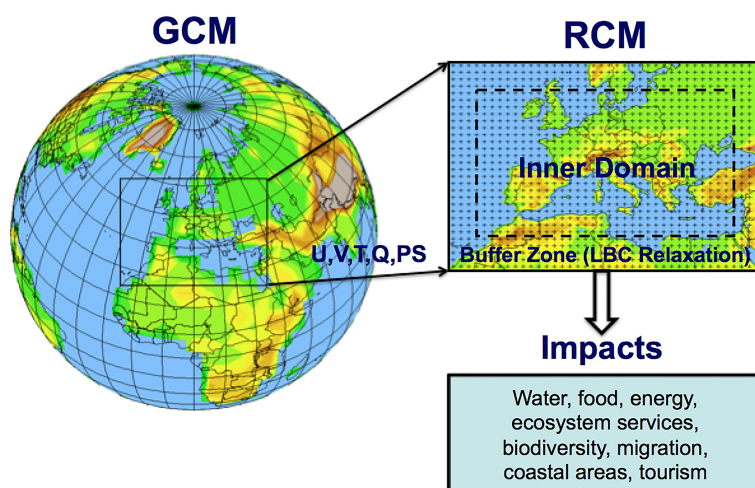 GCM
RCM
Inner Domain
U,V,T,Q,PS
Buffer Zone (LBC Relaxation)
Impacts
Water, food, energy,
ecosystem services,
biodiversity, migration,
coastal areas, tourism